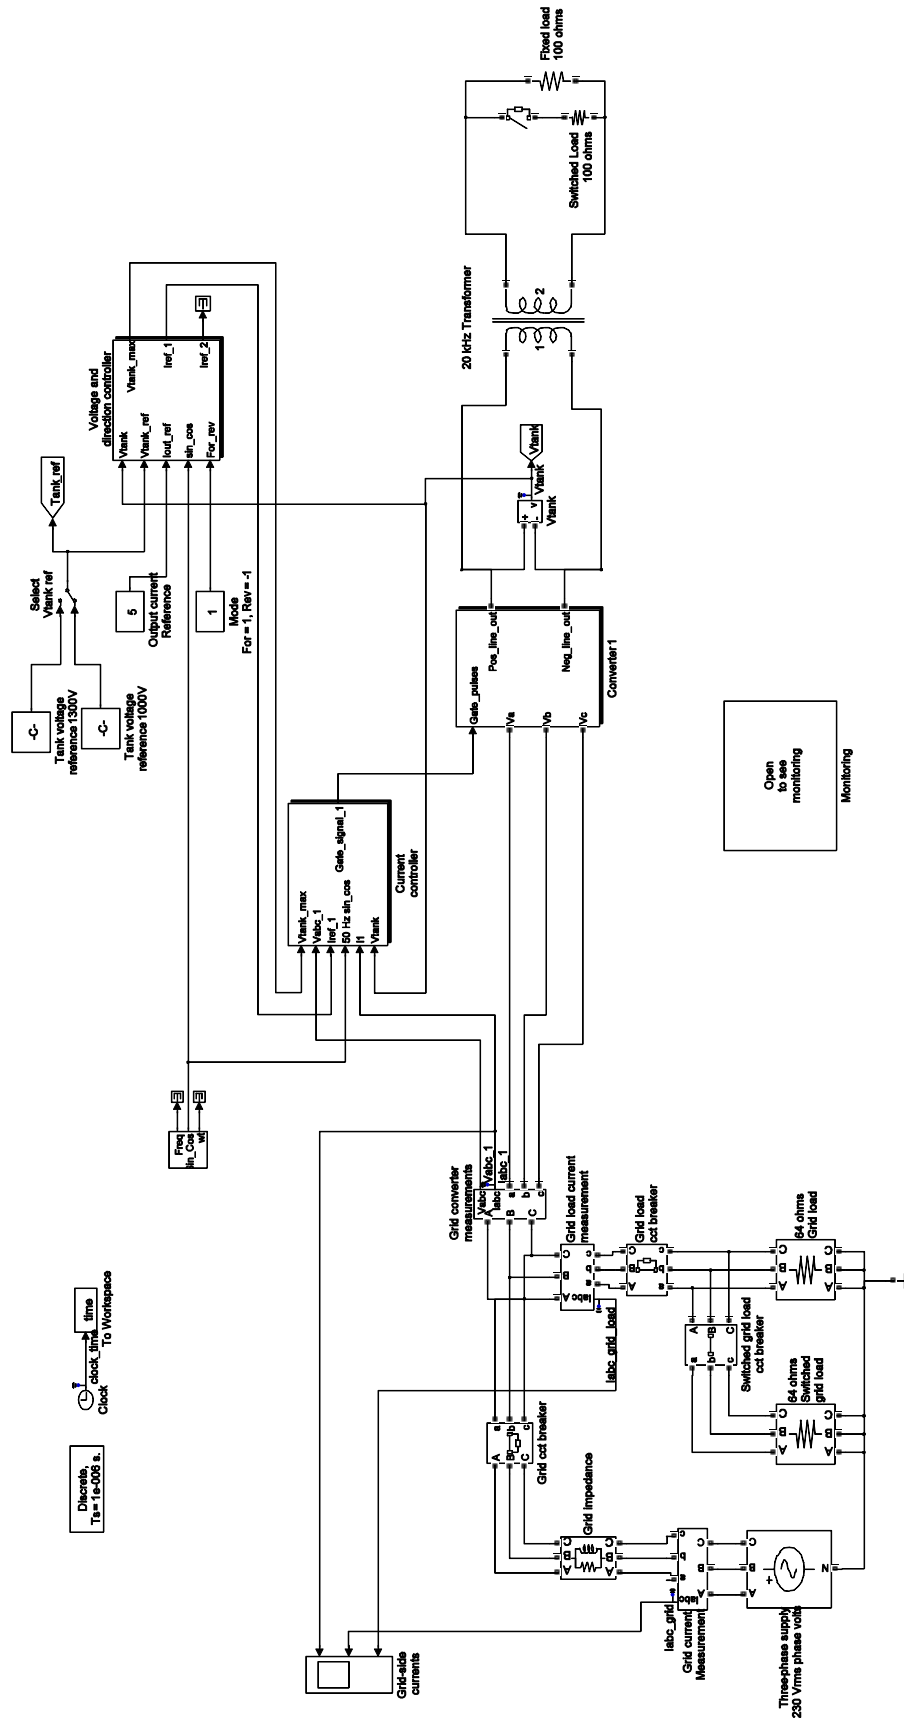 Discrete,
Ts = 1e-006 s.
Clock
clock_time
time
To Workspace
Freq
Sin_Cos
wt
-C-
Tank voltage
reference 1300V
-C-
Tank voltage
reference 1000V
Select
Vtank ref
Tank_ref
5
Output current
Reference
1
Mode
For = 1, Rev = -1
Voltage and
direction controller
Vtank
Vtank_ref
Iout_ref
sin_cos
For_rev
Vtank_max
Iref_1
Iref_2
Vtank_max
Vabc_1
Iref_1
50 Hz sin_cos
I1
Vtank
Gate_signal_1
Current
controller
Grid-side
currents
Grid converter
measurements
Vabc
Iabc
A
B
C
a
b
c
Vabc_1
Iabc_1
Gate_pulses
Va
Vb
Vc
Pos_line_out
Neg_line_out
Converter1
+
-
v
Vtank
Vtank
Vtank
20 kHz Transformer
1
2
Switched Load
100 ohms
Fixed load
100 ohms
A
B
C
a
b
c
Grid cct breaker
Grid impedance
A
B
C
A
B
C
Iabc_grid
Iabc
a
b
c
A
B
C
Grid current
Measurement
A
B
C
N
+
Three-phase supply
230 Vrms phase volts
Grid load current
measurement
A
B
C
Iabc
a
b
c
Iabc_grid_load
Grid load
cct breaker
C
B
A
c
b
a
Switched grid load
cct breaker
A
B
C
a
b
c
64 ohms
Grid load
A
B
C
A
B
C
64 ohms
Switched
grid load
A
B
C
A
B
C
Open
to see
monitoring
Monitoring